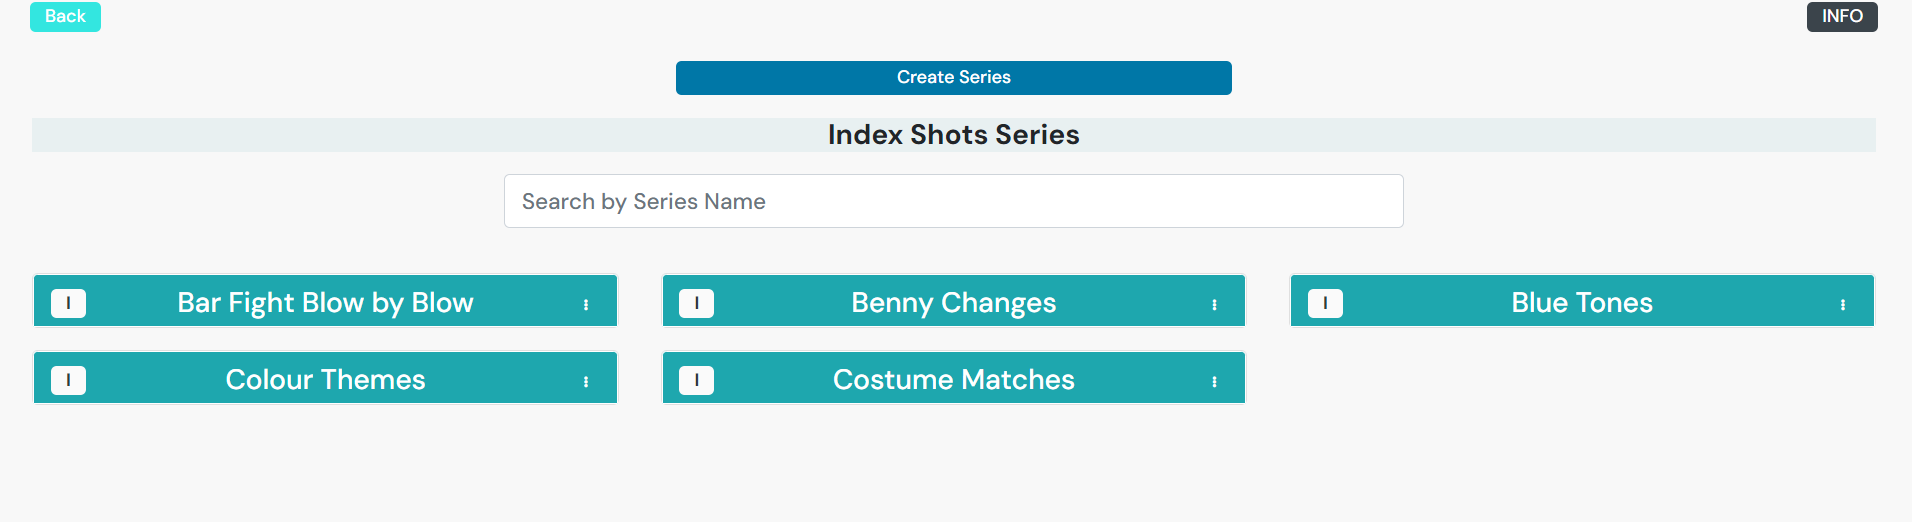 Back
INFO
Create Series
Index Shots Series
Search by Series Name
I Bar Fight Blow by Blow
I Benny Changes
I Blue Tones
I Colour Themes
I Costume Matches